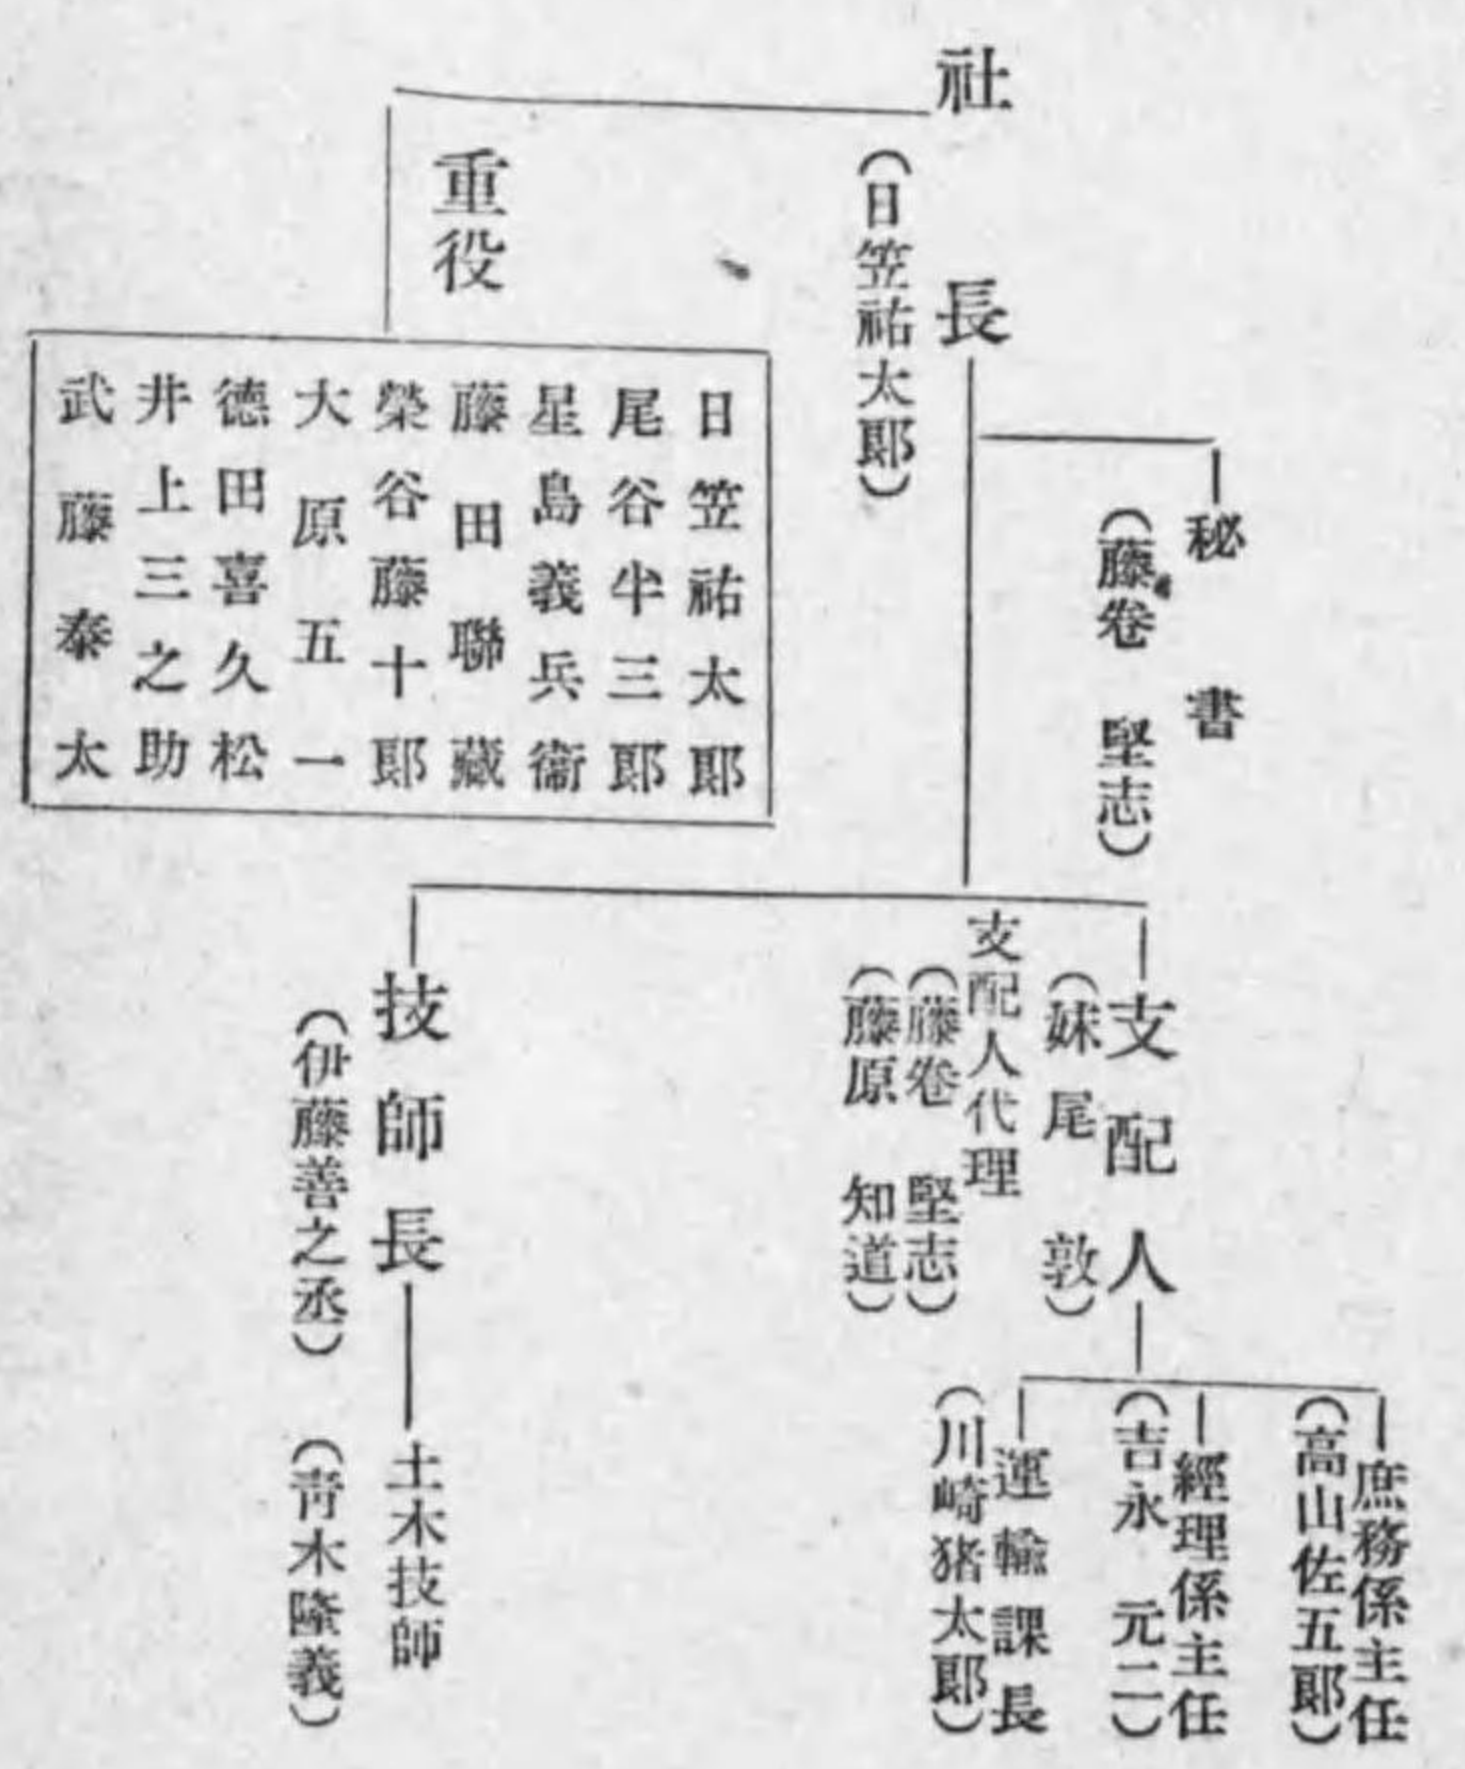 社長
(日笠祐太郎)
重役
日笠祐太郎
尾谷半三郎
星島義兵衞
藤田聯藏
榮谷藤十郎
大原五一
德田喜久松
井上三之助
武藤泰太
秘書
(藤卷堅志)
支配人
(妹尾敦)
支配人代理
(藤卷堅志)
(藤原知道)
庶務係主任
(高山佐五郎)
經理係主任
(吉永元二)
運輸課長
(川崎猪太郎)
技師長
(伊藤善之丞)
土木技師
(靑木隆義)